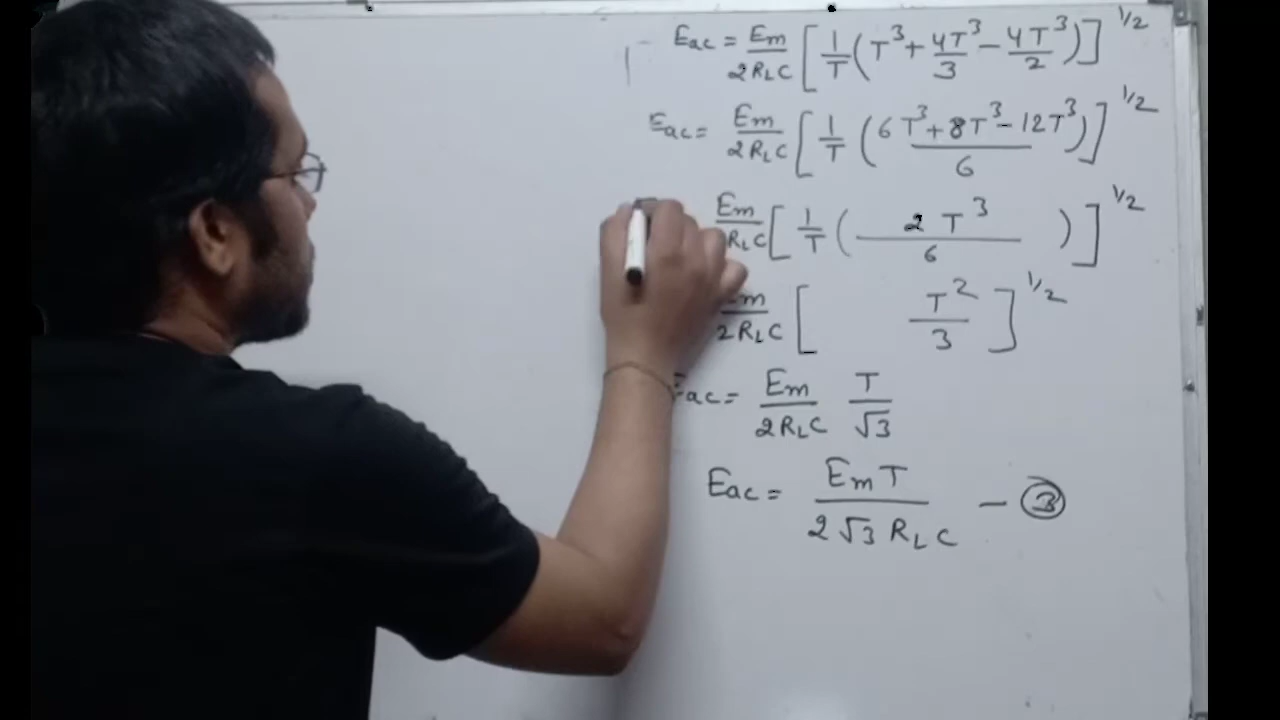 Eac = Em/2RLC [1/T (T³ + 4T³/3 − 4T³/2)]^1/2
Eac = Em/2RLC [1/T (6T³ + 8T³ − 12T³/6)]^1/2
Em/RLC [1/T (2T³/6)]^1/2
Em/2RLC [T²/3]^1/2
Eac = Em/2RLC T/√3
Eac = EmT/2√3 RLC − ③